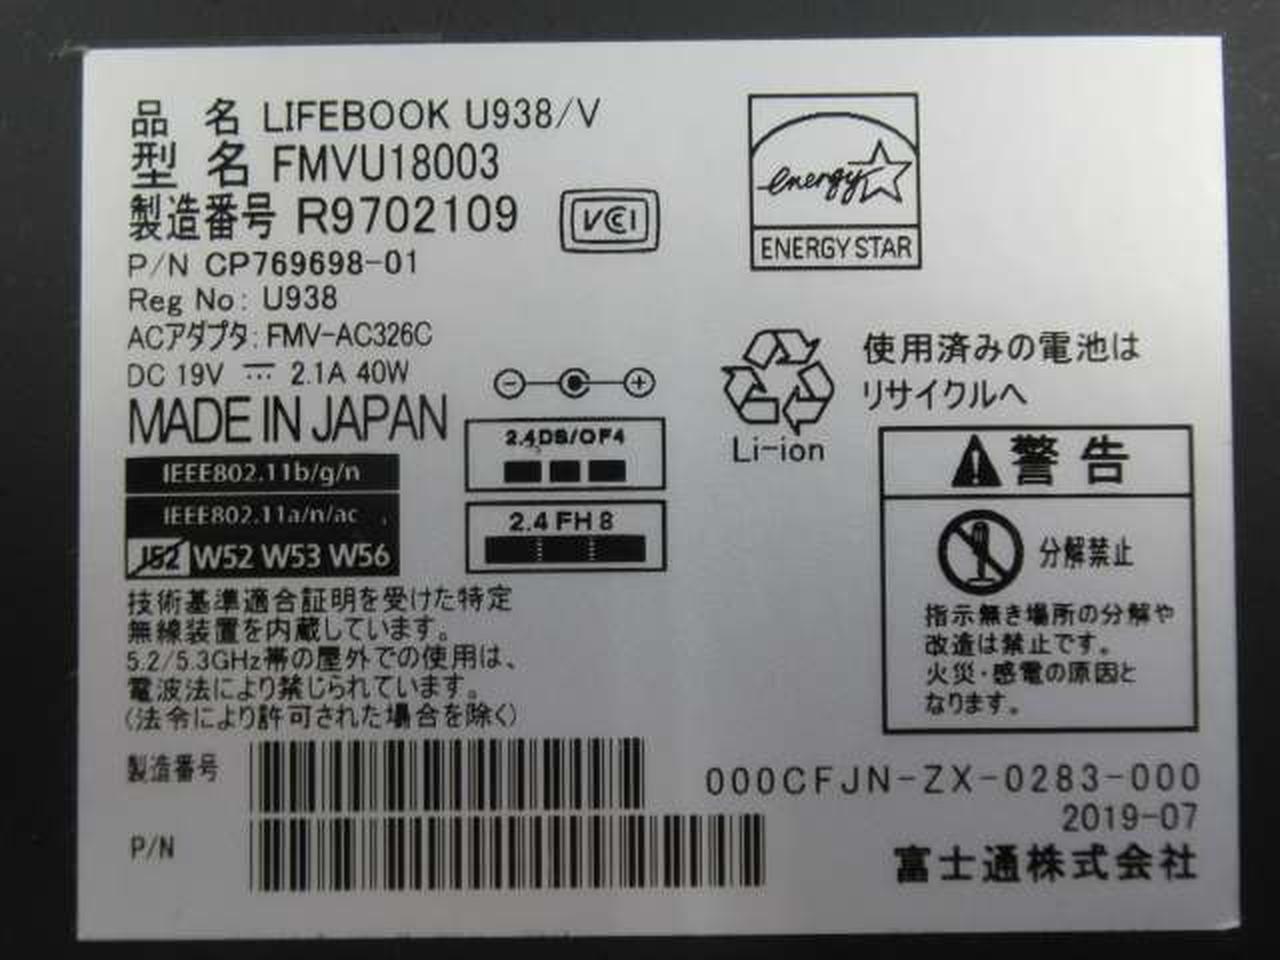 品 名 LIFEBOOK U938/V
型 名 FMVU18003
製造番号 R9702109
VCCI
P/N CP769698-01
Reg No: U938
ACアダプタ: FMV-AC326C
DC 19V ⎓ 2.1A 40W
MADE IN JAPAN
IEEE802.11b/g/n
IEEE802.11a/n/ac
J52 W52 W53 W56
2.4DS/OF4
2.4FH8
技術基準適合証明を受けた特定
無線装置を内蔵しています。
5.2/5.3GHz帯の屋外での使用は、
電波法により禁じられています。
(法令により許可された場合を除く)
製造番号
P/N
energy
ENERGY STAR
使用済みの電池は
リサイクルへ
Li-ion
警告
分解禁止
指示無き場所の分解や
改造は禁止です。
火災・感電の原因と
なります。
000CFJN-ZX-0283-000
2019-07
富士通株式会社